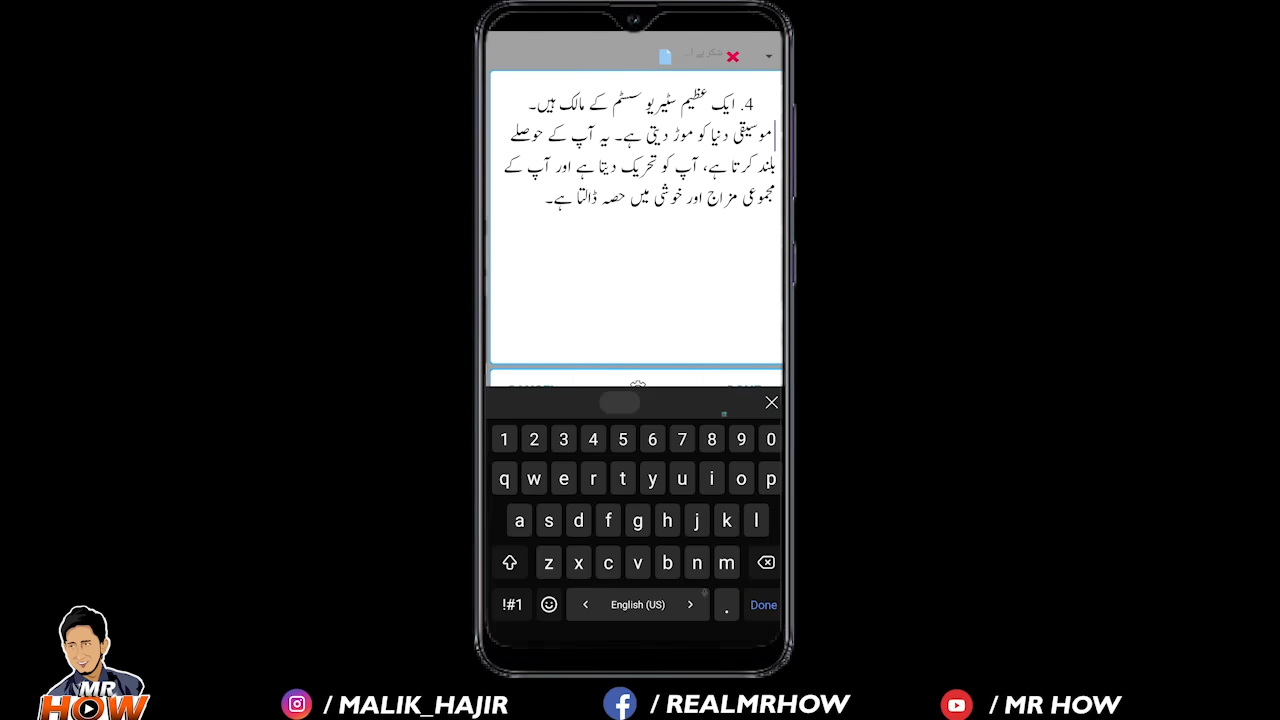 شکریے ا...
4. ایک عظیم سٹیریو سسٹم کے مالک ہیں۔
موسیقی دنیا کو موڑ دیتی ہے۔ یہ آپ کے حوصلے
بلند کرتا ہے، آپ کو تحریک دیتا ہے اور آپ کے
مجموعی مزاج اور خوشی میں حصہ ڈالتا ہے۔
1 2 3 4 5 6 7 8 9 0
q w e r t y u i o p
a s d f g h j k l
z x c v b n m
!#1 < English (US) > . Done
MR
HOW
/ MALIK_HAJIR
/ REALMRHOW
/ MR HOW